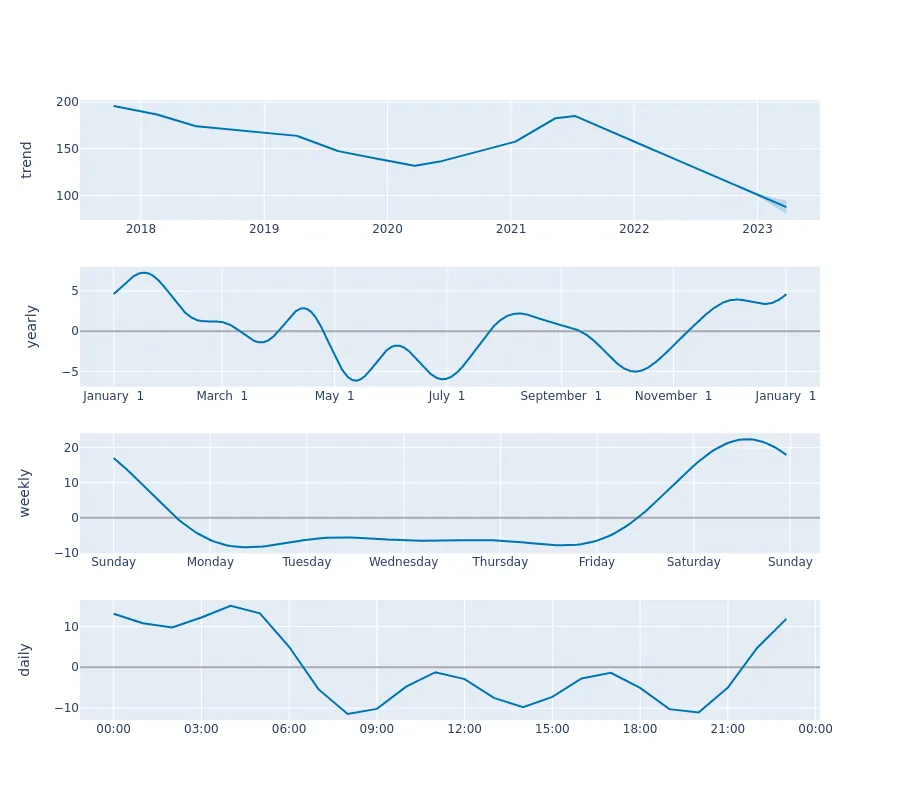 trend
200
150
100
2018 2019 2020 2021 2022 2023
yearly
5
0
−5
January 1 March 1 May 1 July 1 September 1 November 1 January 1
weekly
20
10
0
−10
Sunday Monday Tuesday Wednesday Thursday Friday Saturday Sunday
daily
10
0
−10
00:00 03:00 06:00 09:00 12:00 15:00 18:00 21:00 00:00